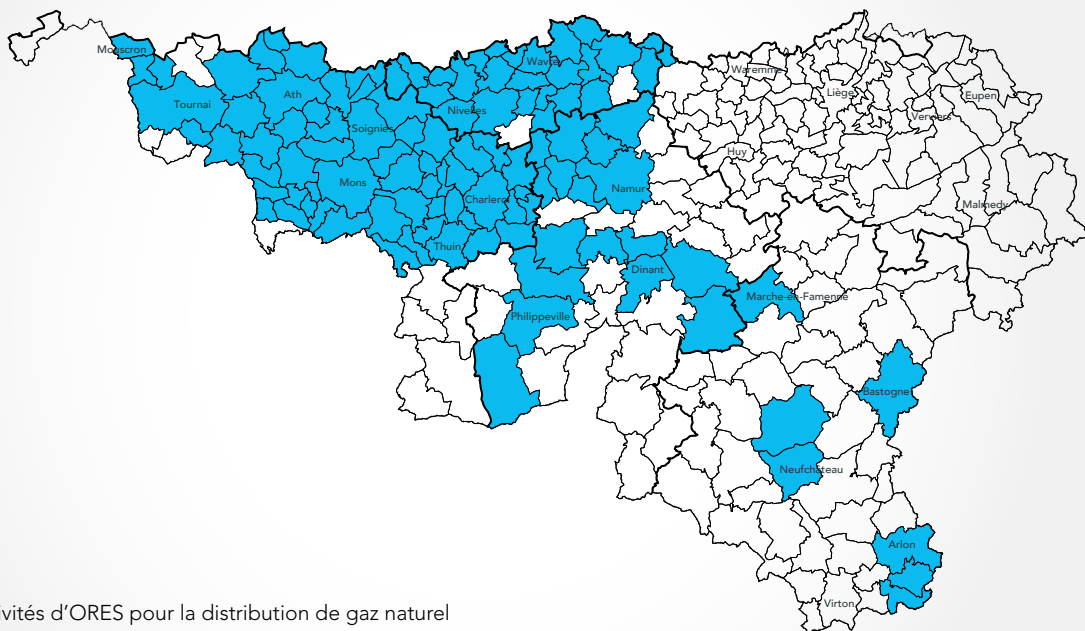 Mouscron
Wavre
Waremme
Tournai
Ath
Liège
Eupen
Nivelles
Verviers
Soignies
Huy
Mons
Namur
Charleroi
Malmedy
Thuin
Dinant
Marche-en-Famenne
Philippeville
Bastogne
Neufchâteau
Arlon
Virton
ivités d'ORES pour la distribution de gaz naturel